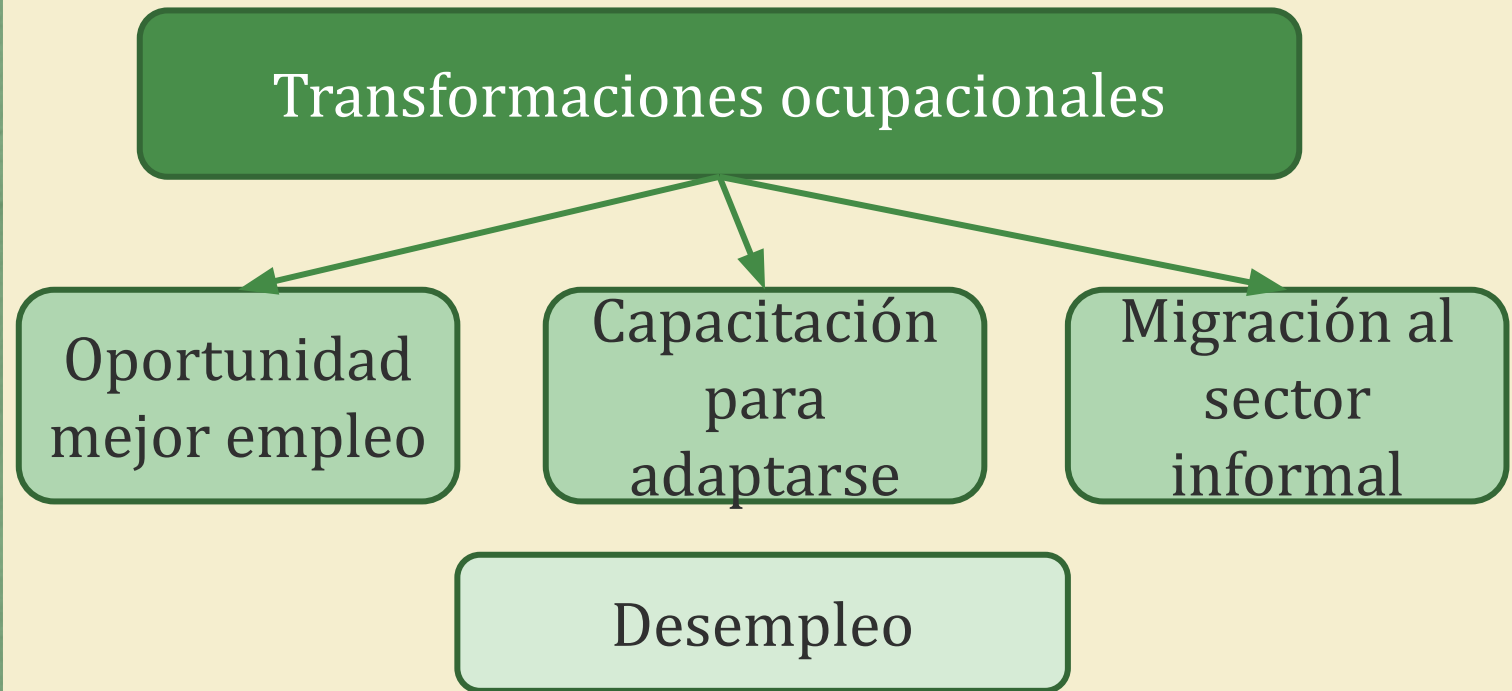 Transformaciones ocupacionales
Oportunidad
mejor empleo
Capacitación
para
adaptarse
Migración al
sector
informal
Desempleo